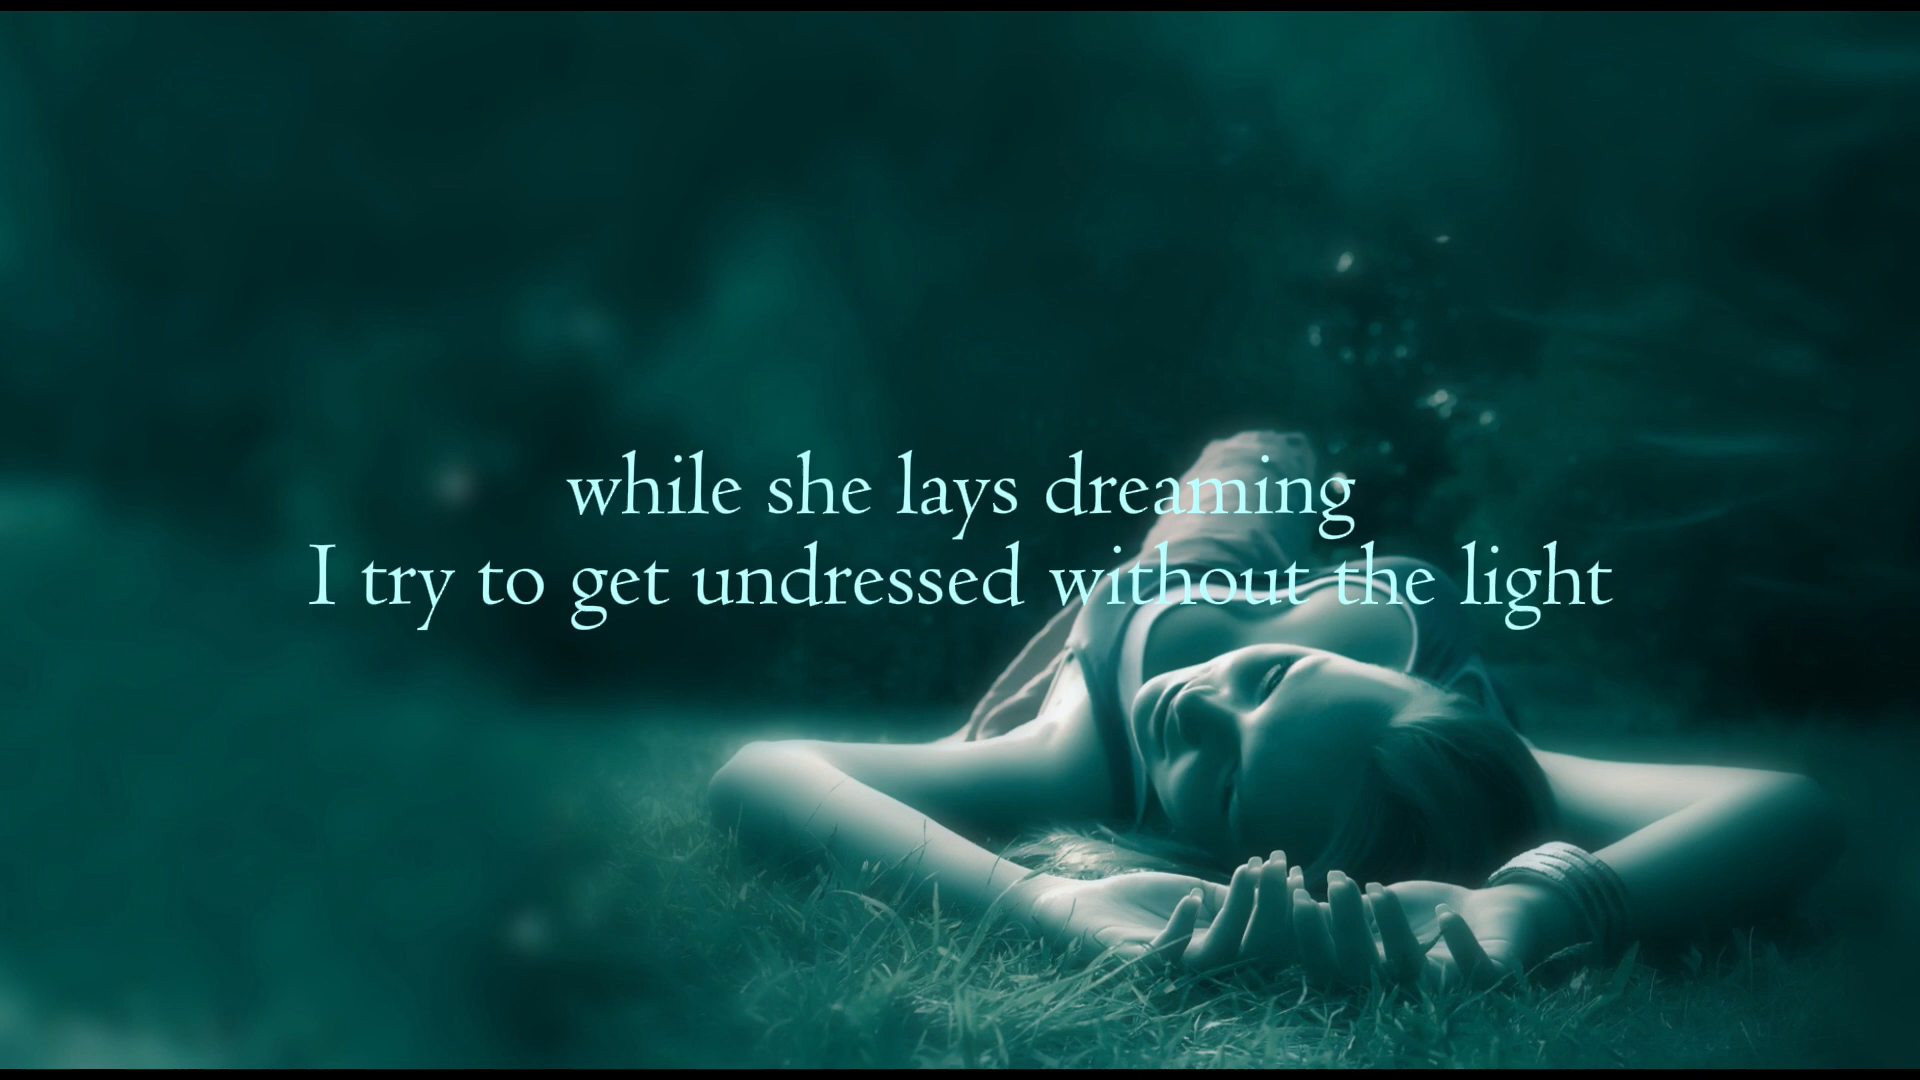 while she lays dreaming
I try to get undressed without the light